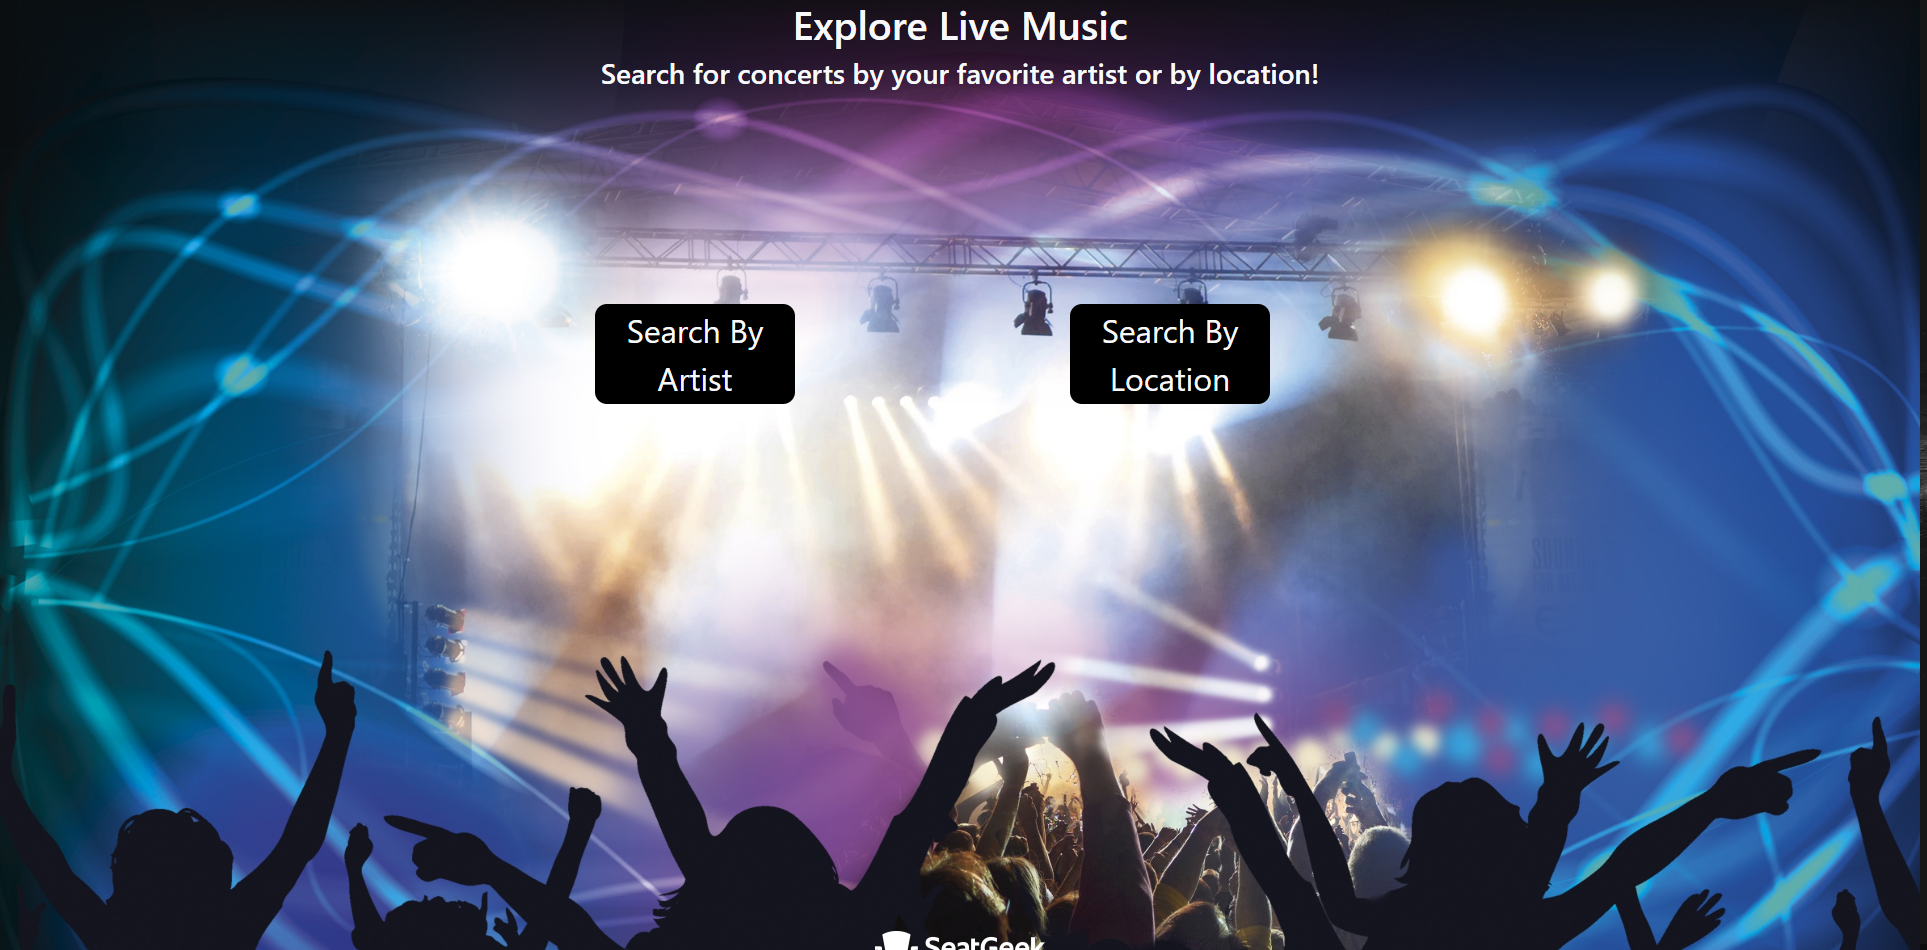 Explore Live Music
Search for concerts by your favorite artist or by location!
Search By
Artist
Search By
Location
SeatGeek